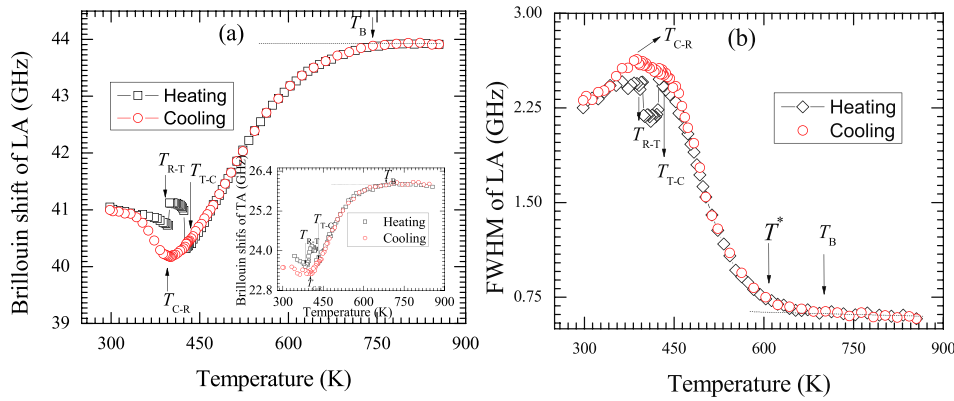 (a)
T_B
44
43
42
41
40
39
Brillouin shift of LA (GHz)
Heating
Cooling
T_R-T
T_T-C
T_C-R
300
450
600
750
900
Temperature (K)
26.4
25.2
24.0
22.8
Brillouin shifts of TA (GHz)
T_R-T
T_T-C
Heating
Cooling
300
450
600
750
900
Temperature (K)
(b)
3.00
2.25
1.50
0.75
FWHM of LA (GHz)
T_C-R
Heating
Cooling
T_R-T
T_T-C
T*
T_B
300
450
600
750
900
Temperature (K)